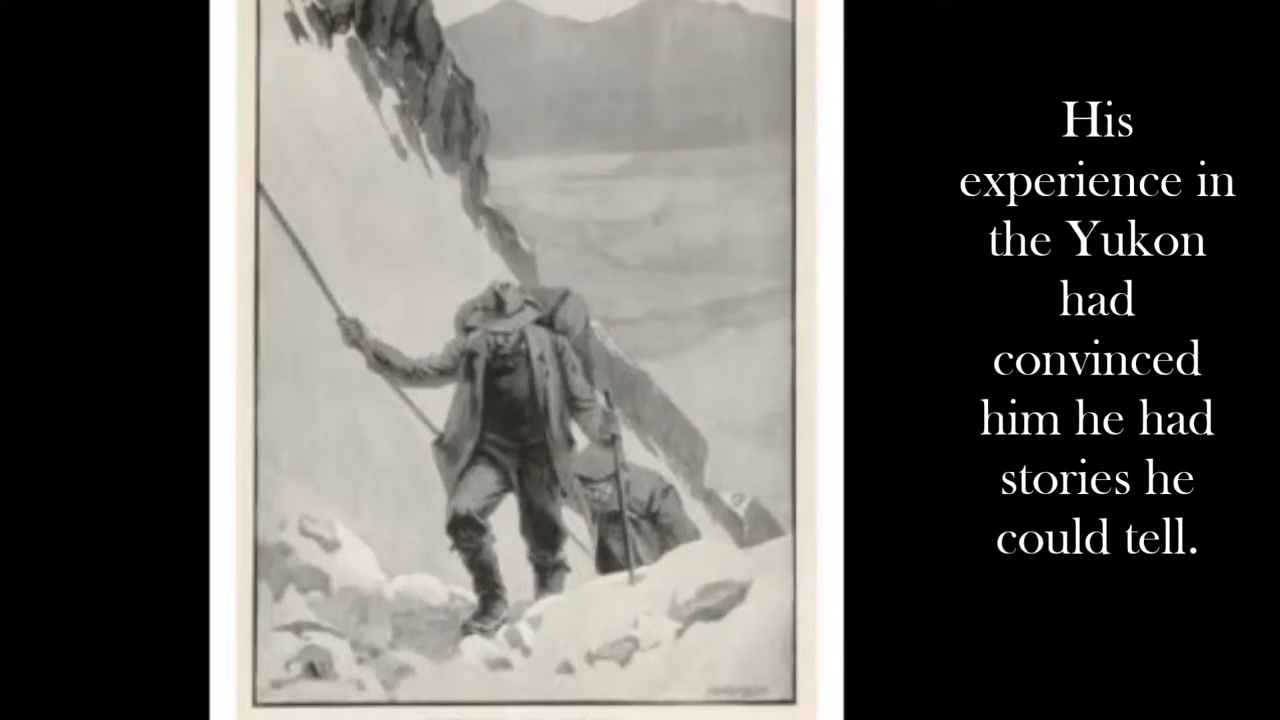 His
experience in
the Yukon
had
convinced
him he had
stories he
could tell.